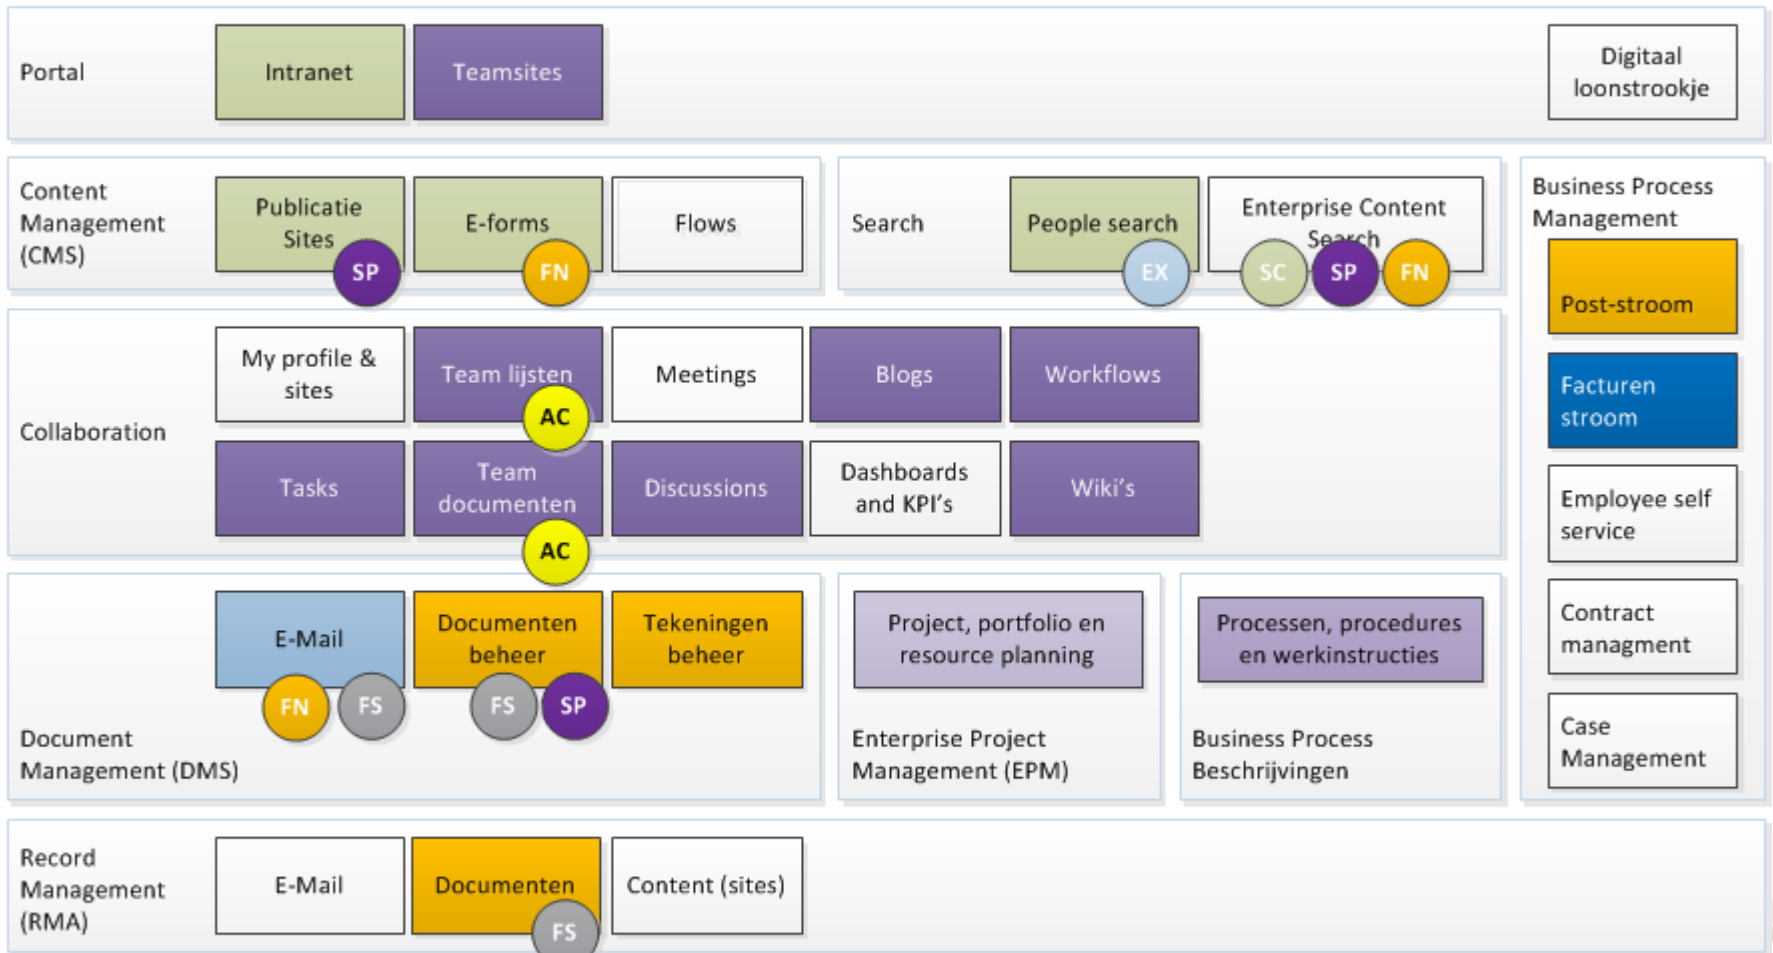 Portal
Intranet
Teamsites
Digitaal
loonstrookje
Content
Management
(CMS)
Publicatie
Sites
SP
E-forms
FN
Flows
Search
People search
EX
Enterprise Content
Search
SC
SP
FN
Business Process
Management
Post-stroom
Facturen
stroom
Employee self
service
Contract
managment
Case
Management
Collaboration
My profile &
sites
Team lijsten
AC
Meetings
Blogs
Workflows
Tasks
Team
documenten
AC
Discussions
Dashboards
and KPI's
Wiki's
Document
Management (DMS)
E-Mail
FN
FS
Documenten
beheer
FS
SP
Tekeningen
beheer
Project, portfolio en
resource planning
Enterprise Project
Management (EPM)
Processen, procedures
en werkinstructies
Business Process
Beschrijvingen
Record
Management
(RMA)
E-Mail
Documenten
FS
Content (sites)